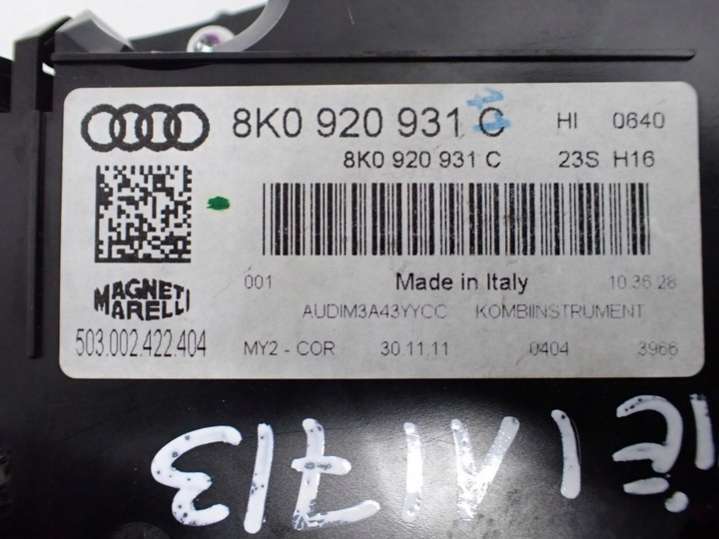 8K0 920 931 C HI 0640
8K0 920 931 C 23S H16
001 Made in Italy 10:36:28
MAGNETI
MARELLI
AUDIM3A43YYCC KOMBIINSTRUMENT
503.002.422.404 MY2 - COR 30.11.11 0404 3966